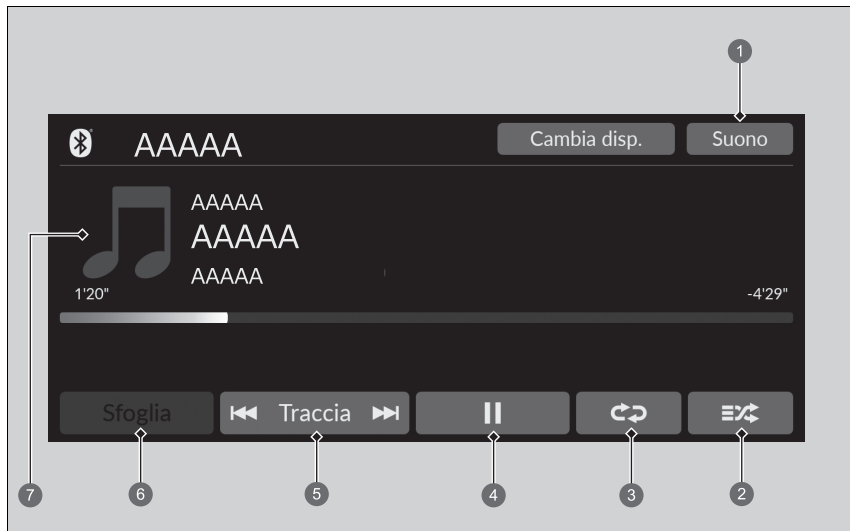 1
AAAAA
Cambia disp.
Suono
AAAAA
AAAAA
AAAAA
1'20"
-4'29"
Sfoglia
Traccia
7
6
5
4
3
2